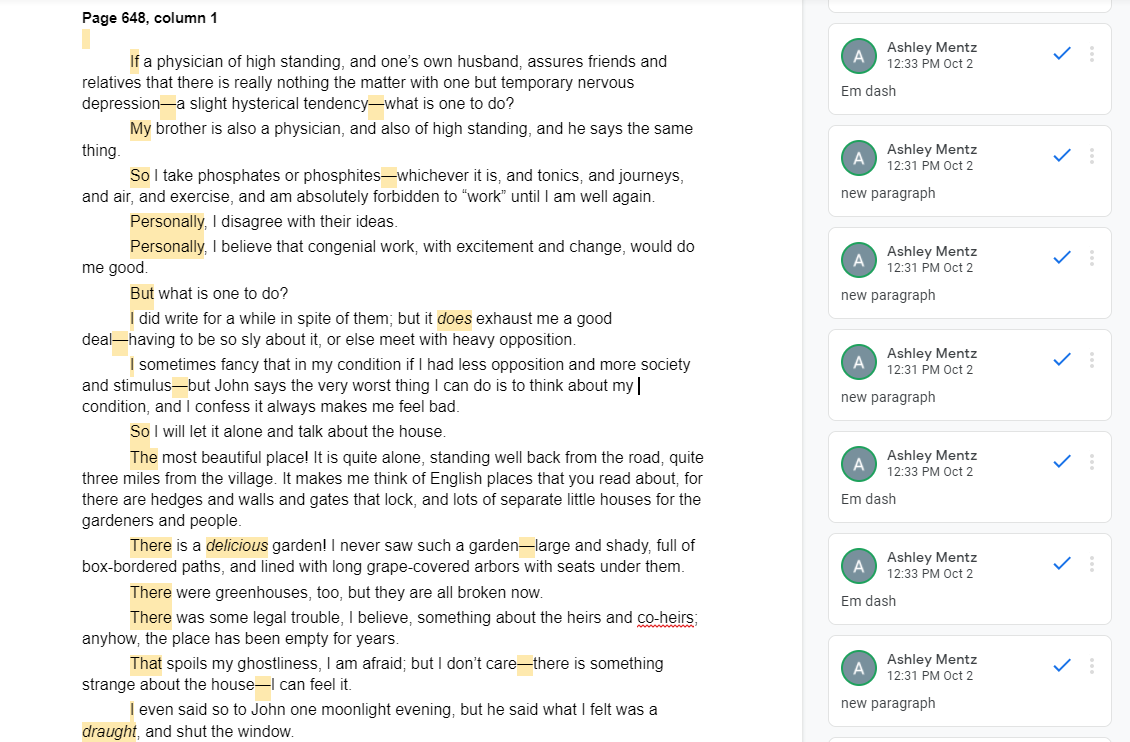 Page 648, column 1
If a physician of high standing, and one’s own husband, assures friends and
relatives that there is really nothing the matter with one but temporary nervous
depression—a slight hysterical tendency—what is one to do?
My brother is also a physician, and also of high standing, and he says the same
thing.
So I take phosphates or phosphites—whichever it is, and tonics, and journeys,
and air, and exercise, and am absolutely forbidden to “work” until I am well again.
Personally, I disagree with their ideas.
Personally, I believe that congenial work, with excitement and change, would do
me good.
But what is one to do?
I did write for a while in spite of them; but it does exhaust me a good
deal—having to be so sly about it, or else meet with heavy opposition.
I sometimes fancy that in my condition if I had less opposition and more society
and stimulus—but John says the very worst thing I can do is to think about my
condition, and I confess it always makes me feel bad.
So I will let it alone and talk about the house.
The most beautiful place! It is quite alone, standing well back from the road, quite
three miles from the village. It makes me think of English places that you read about, for
there are hedges and walls and gates that lock, and lots of separate little houses for the
gardeners and people.
There is a delicious garden! I never saw such a garden—large and shady, full of
box-bordered paths, and lined with long grape-covered arbors with seats under them.
There were greenhouses, too, but they are all broken now.
There was some legal trouble, I believe, something about the heirs and co-heirs;
anyhow, the place has been empty for years.
That spoils my ghostliness, I am afraid; but I don’t care—there is something
strange about the house—I can feel it.
I even said so to John one moonlight evening, but he said what I felt was a
draught, and shut the window.
A
Ashley Mentz
12:33 PM Oct 2
Em dash
A
Ashley Mentz
12:31 PM Oct 2
new paragraph
A
Ashley Mentz
12:31 PM Oct 2
new paragraph
A
Ashley Mentz
12:31 PM Oct 2
new paragraph
A
Ashley Mentz
12:33 PM Oct 2
Em dash
A
Ashley Mentz
12:33 PM Oct 2
Em dash
A
Ashley Mentz
12:31 PM Oct 2
new paragraph